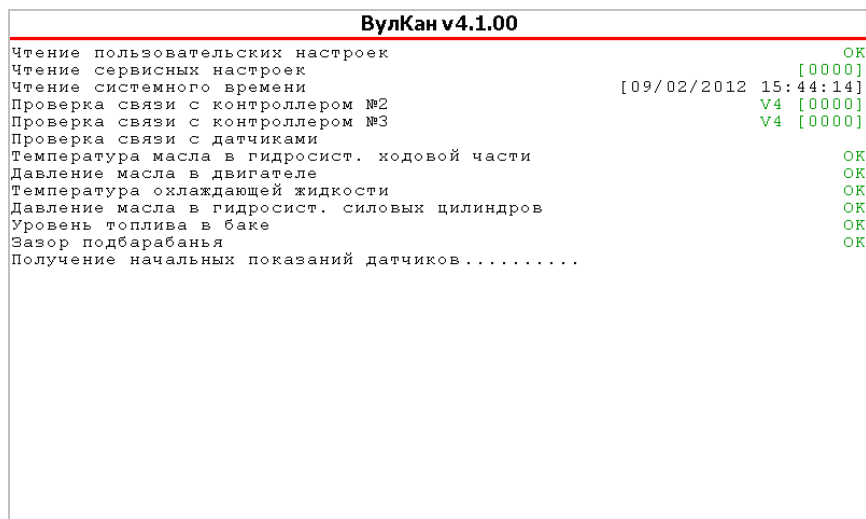 ВулКан v4.1.00
Чтение пользовательских настроек OK
Чтение сервисных настроек [0000]
Чтение системного времени [09/02/2012 15:44:14]
Проверка связи с контроллером №2 V4 [0000]
Проверка связи с контроллером №3 V4 [0000]
Проверка связи с датчиками
Температура масла в гидросист. ходовой части OK
Давление масла в двигателе OK
Температура охлаждающей жидкости OK
Давление масла в гидросист. силовых цилиндров OK
Уровень топлива в баке OK
Зазор подбарабанья OK
Получение начальных показаний датчиков..........